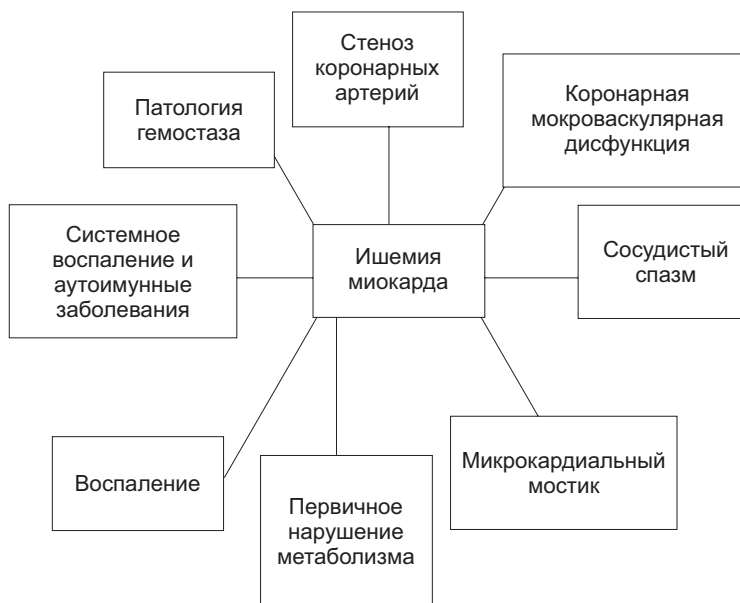 Стеноз
коронарных
артерий
Коронарная
мокроваскулярная
дисфункция
Патология
гемостаза
Системное
воспаление и
аутоимунные
заболевания
Ишемия
миокарда
Сосудистый
спазм
Воспаление
Первичное
нарушение
метаболизма
Микрокардиальный
мостик